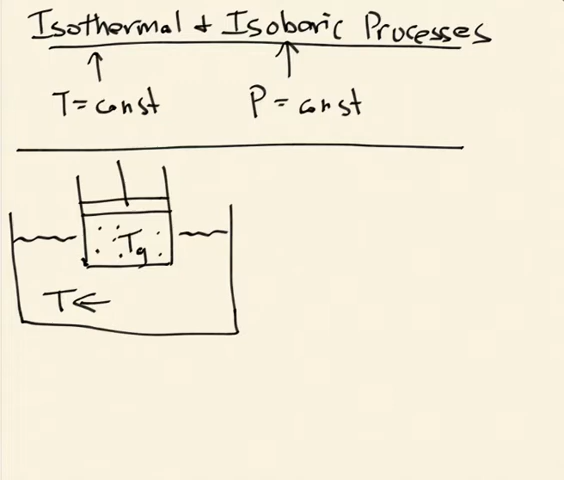 Isothermal + Isobaric Processes
T = const P = const
Tg
T